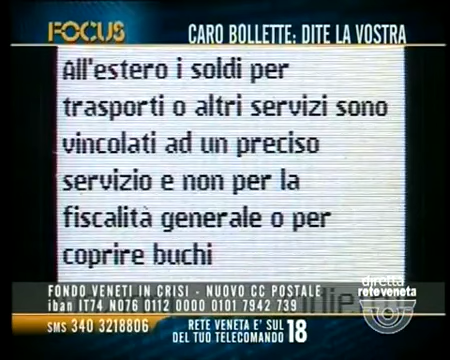 FOCUS
CARO BOLLETTE: DITE LA VOSTRA
All'estero i soldi per
trasporti o altri servizi sono
vincolati ad un preciso
servizio e non per la
fiscalità generale o per
coprire buchi
FONDO VENETI IN CRISI - NUOVO CC POSTALE
iban IT74 N076 0112 0000 0101 7942 739
diretta
reteveneta
SMS 340 3218806
RETE VENETA E' SUL
DEL TUO TELECOMANDO
18